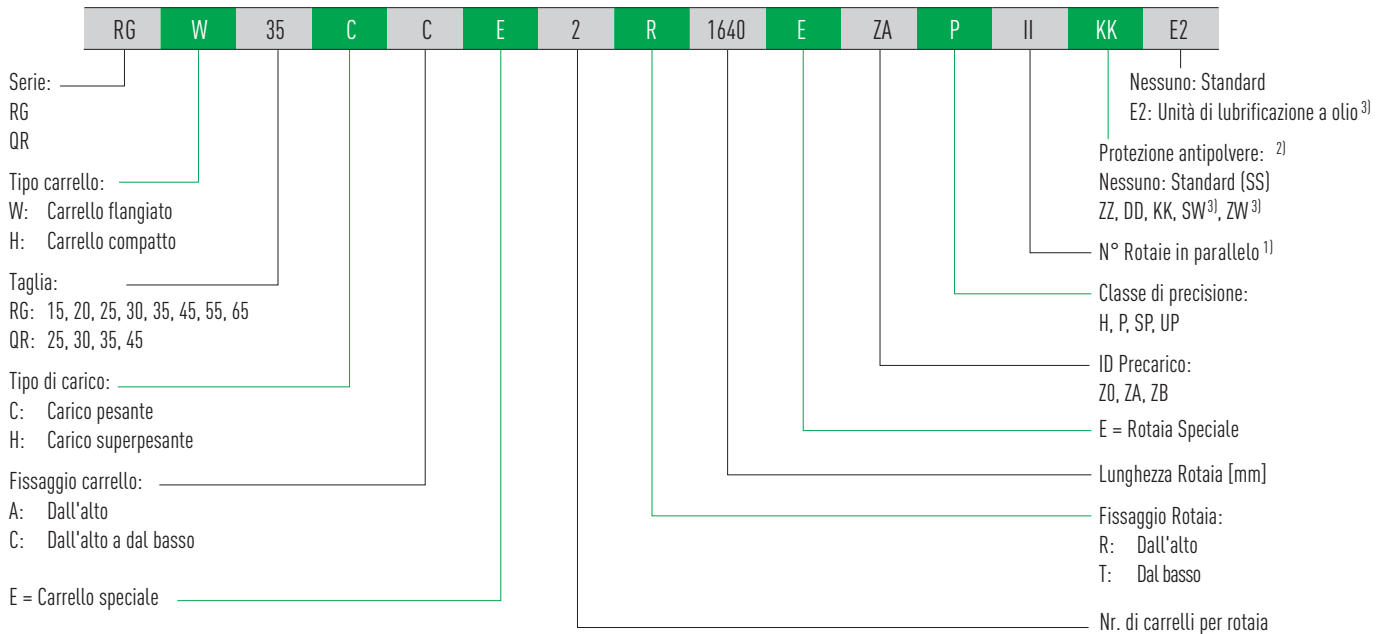 RG W 35 C C E 2 R 1640 E ZA P II KK E2
Serie:
RG
QR
Tipo carrello:
W: Carrello flangiato
H: Carrello compatto
Taglia:
RG: 15, 20, 25, 30, 35, 45, 55, 65
QR: 25, 30, 35, 45
Tipo di carico:
C: Carico pesante
H: Carico superpesante
Fissaggio carrello:
A: Dall'alto
C: Dall'alto a dal basso
E = Carrello speciale
Nessuno: Standard
E2: Unità di lubrificazione a olio 3)
Protezione antipolvere: 2)
Nessuno: Standard (SS)
ZZ, DD, KK, SW3), ZW3)
N° Rotaie in parallelo 1)
Classe di precisione:
H, P, SP, UP
ID Precarico:
Z0, ZA, ZB
E = Rotaia Speciale
Lunghezza Rotaia [mm]
Fissaggio Rotaia:
R: Dall'alto
T: Dal basso
Nr. di carrelli per rotaia